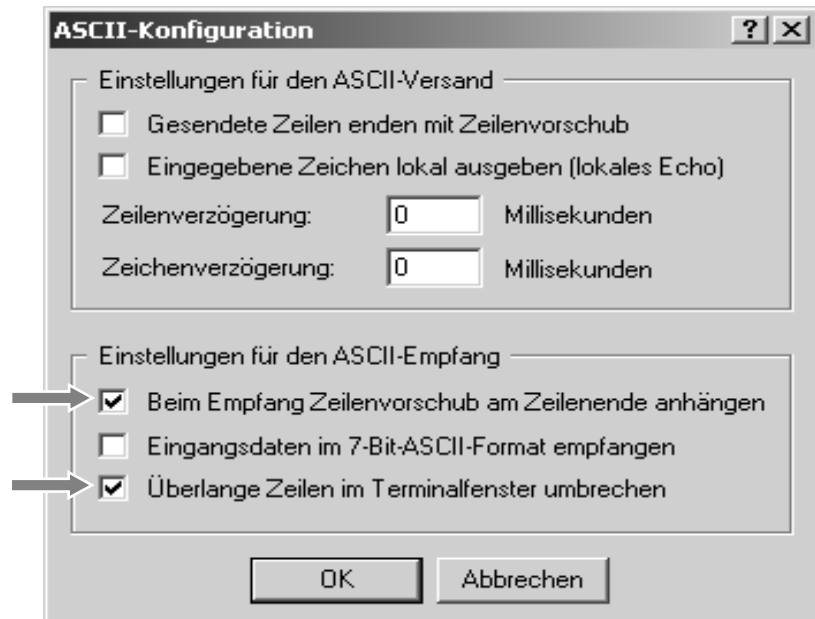 ASCII-Konfiguration
Einstellungen für den ASCII-Versand
Gesendete Zeilen enden mit Zeilenvorschub
Eingegebene Zeichen lokal ausgeben (lokales Echo)
Zeilenverzögerung: 0 Millisekunden
Zeichenverzögerung: 0 Millisekunden
Einstellungen für den ASCII-Empfang
Beim Empfang Zeilenvorschub am Zeilenende anhängen
Eingangsdaten im 7-Bit-ASCII-Format empfangen
Überlange Zeilen im Terminalfenster umbrechen
OK Abbrechen